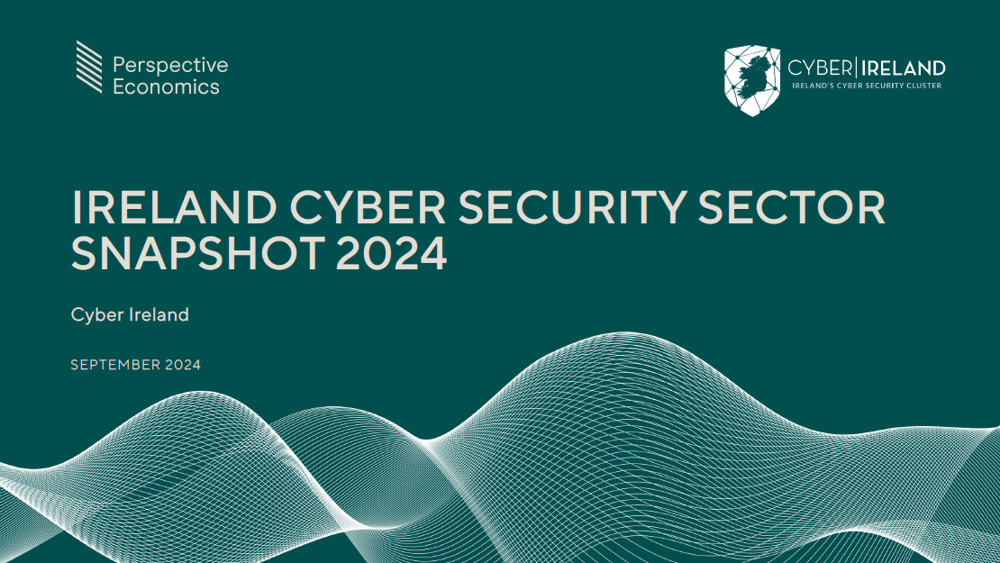 Perspective
Economics
CYBER|IRELAND
IRELAND'S CYBER SECURITY CLUSTER
IRELAND CYBER SECURITY SECTOR
SNAPSHOT 2024
Cyber Ireland
SEPTEMBER 2024